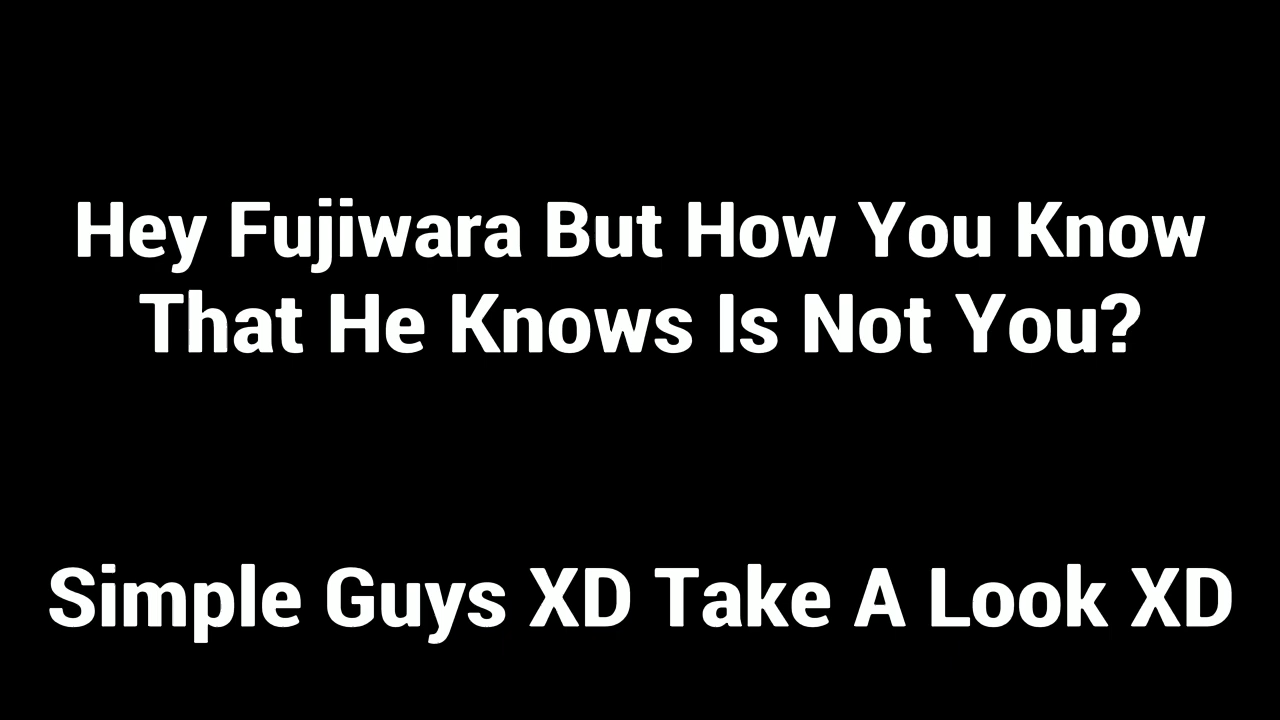 Hey Fujiwara But How You Know
That He Knows Is Not You?
Simple Guys XD Take A Look XD